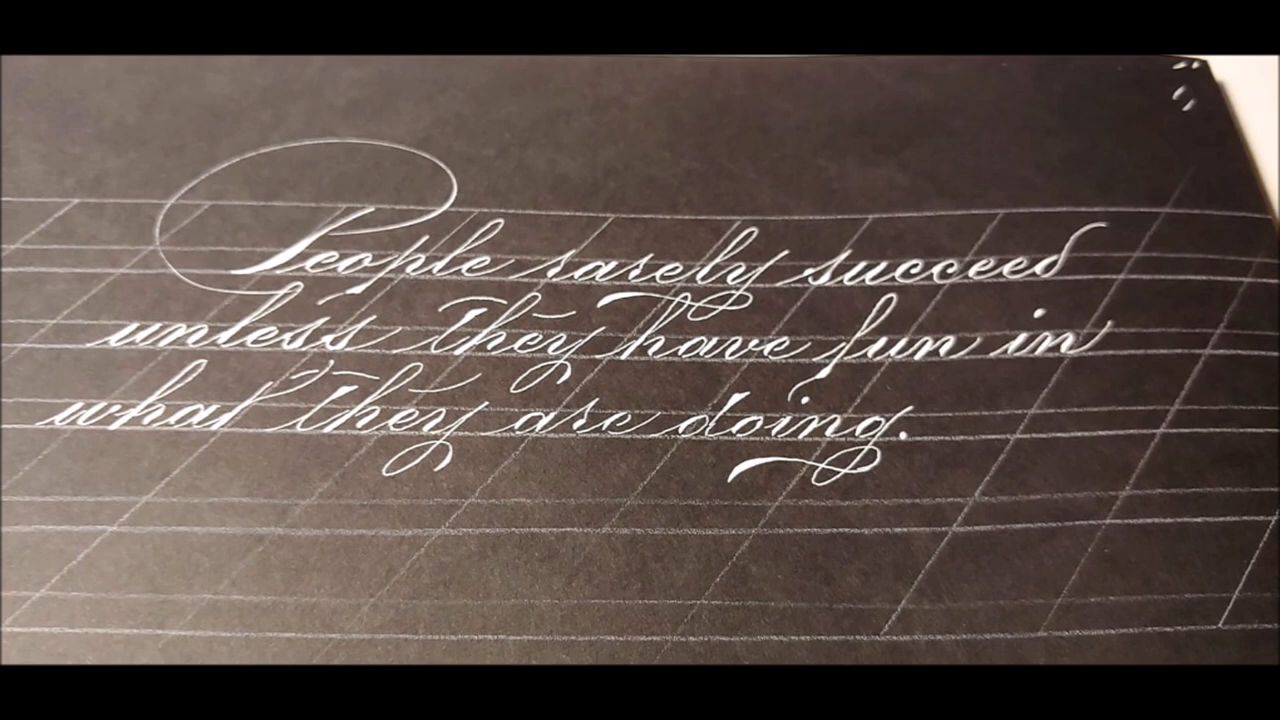 People rarely succeed
unless they have fun in
what they are doing.